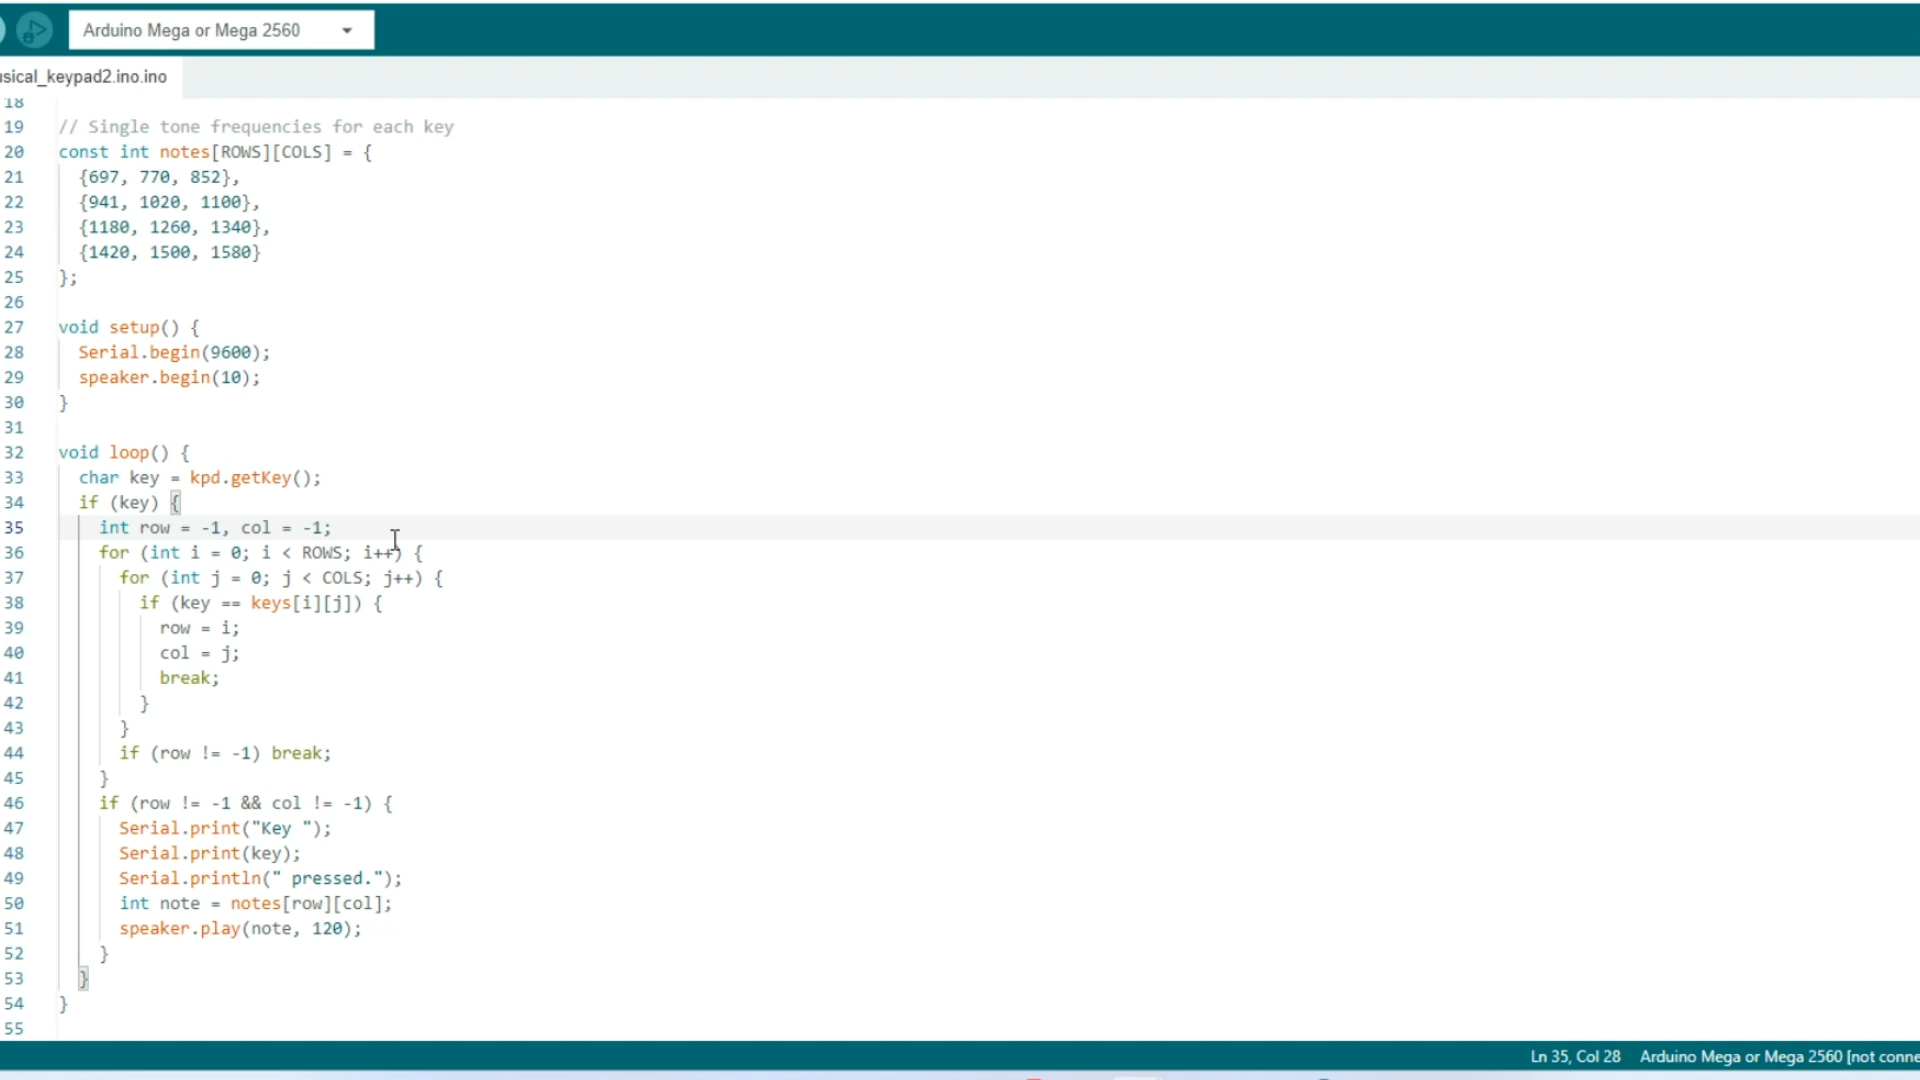 Arduino Mega or Mega 2560
usical_keypad2.ino.ino
18
19 // Single tone frequencies for each key
20 const int notes[ROWS][COLS] = {
21   {697, 770, 852},
22   {941, 1020, 1100},
23   {1180, 1260, 1340},
24   {1420, 1500, 1580}
25 };
26
27 void setup() {
28   Serial.begin(9600);
29   speaker.begin(10);
30 }
31
32 void loop() {
33   char key = kpd.getKey();
34   if (key) {
35     int row = -1, col = -1;
36     for (int i = 0; i < ROWS; i++) {
37       for (int j = 0; j < COLS; j++) {
38         if (key == keys[i][j]) {
39           row = i;
40           col = j;
41           break;
42         }
43       }
44       if (row != -1) break;
45     }
46     if (row != -1 && col != -1) {
47       Serial.print("Key ");
48       Serial.print(key);
49       Serial.println(" pressed.");
50       int note = notes[row][col];
51       speaker.play(note, 120);
52     }
53   }
54 }
55
Ln 35, Col 28 Arduino Mega or Mega 2560 [not conne